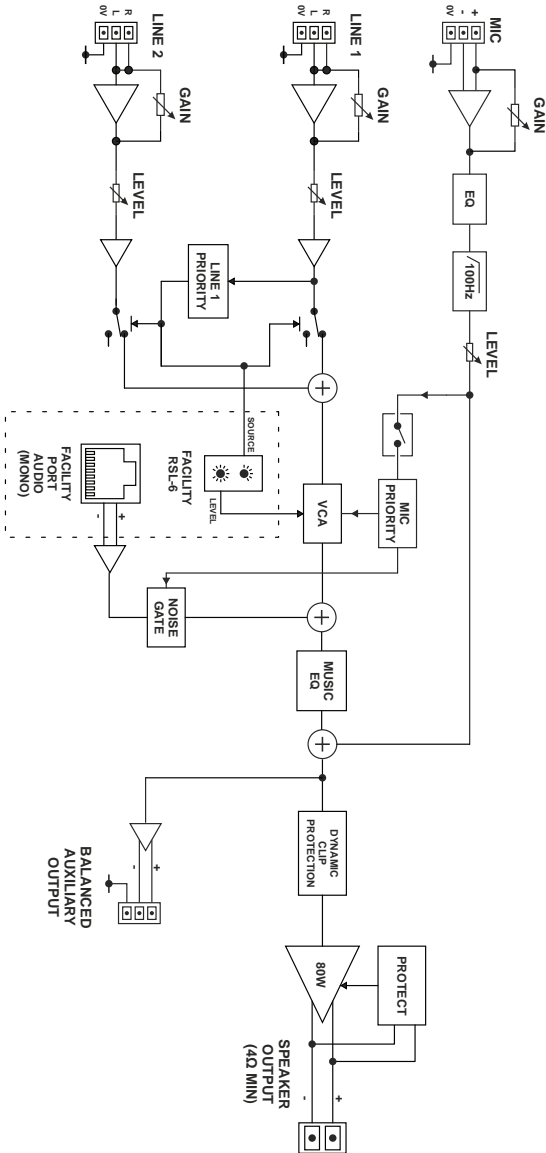 MIC
+
-
0V
GAIN
EQ
100Hz
LEVEL
LINE 1
R
L
0V
GAIN
LEVEL
LINE 1
PRIORITY
LINE 2
R
L
0V
GAIN
LEVEL
MIC
PRIORITY
VCA
SOURCE
LEVEL
FACILITY
RSL-6
FACILITY
PORT
AUDIO
(MONO)
+
-
NOISE
GATE
MUSIC
EQ
DYNAMIC
CLIP
PROTECTION
80W
PROTECT
SPEAKER
OUTPUT
(4Ω MIN)
+
-
BALANCED
AUXILIARY
OUTPUT
+
-